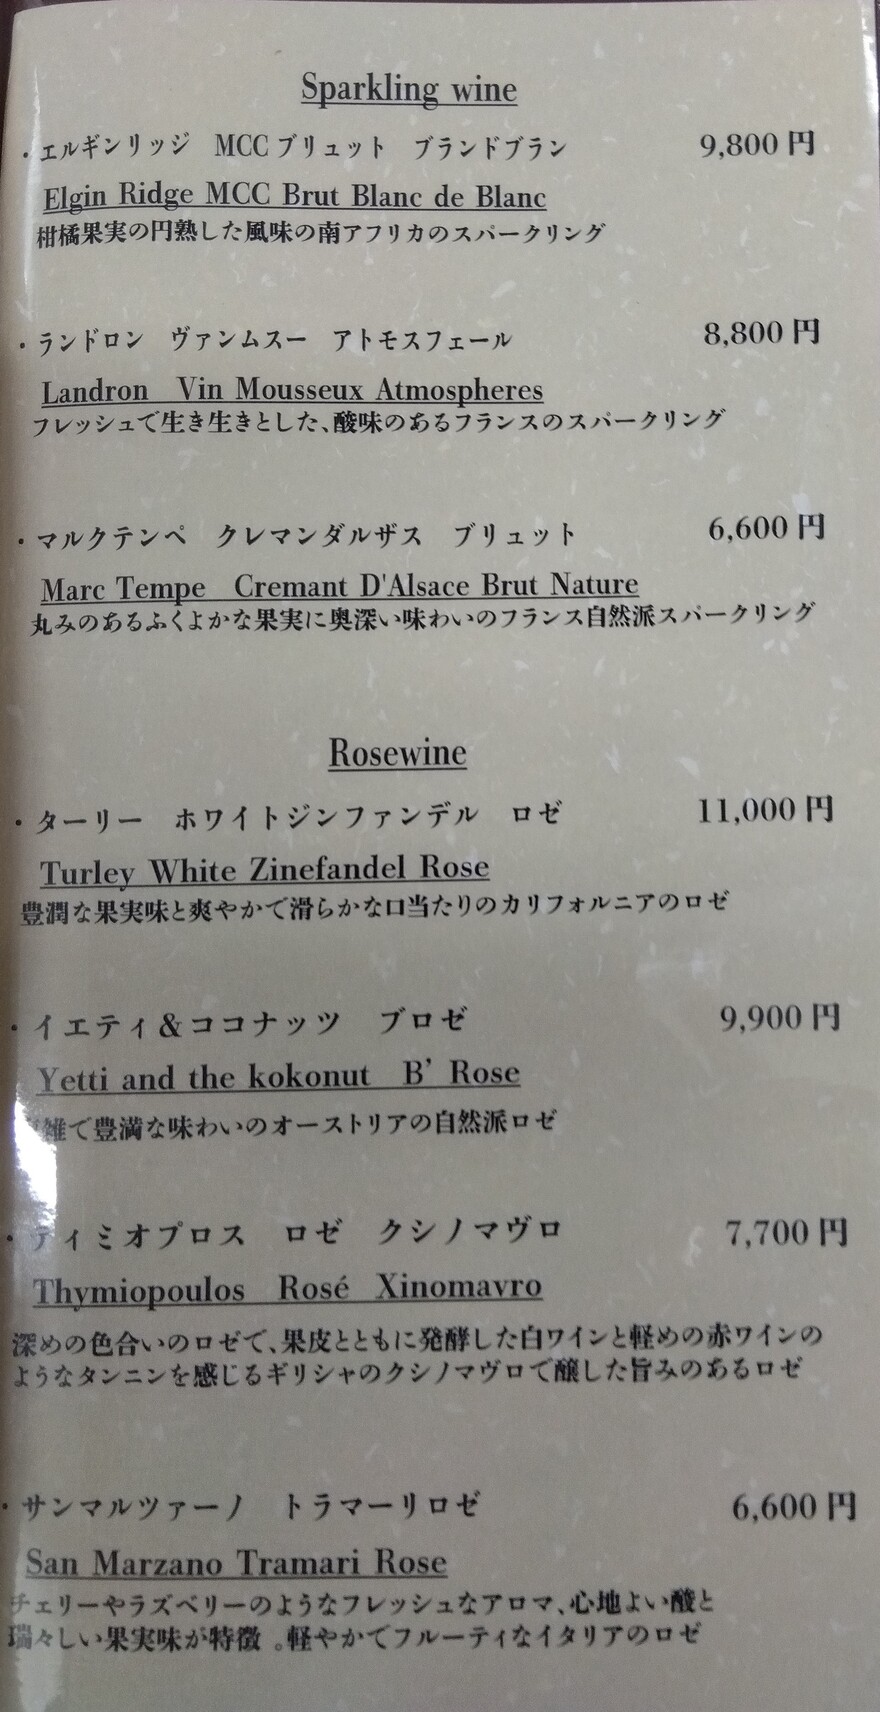 Sparkling wine
・エルギンリッジ　MCCブリュット　ブランドブラン　9,800円
Elgin Ridge MCC Brut Blanc de Blanc
柑橘果実の円熟した風味の南アフリカのスパークリング
・ランドロン　ヴァンムスー　アトモスフェール　8,800円
Landron　Vin Mousseux Atmospheres
フレッシュで生き生きとした、酸味のあるフランスのスパークリング
・マルクテンペ　クレマンダルザス　ブリュット　6,600円
Marc Tempe　Cremant D'Alsace Brut Nature
丸みのあるふくよかな果実に奥深い味わいのフランス自然派スパークリング
Rosewine
・ターリー　ホワイトジンファンデル　ロゼ　11,000円
Turley White Zinefandel Rose
豊潤な果実味と爽やかで滑らかな口当たりのカリフォルニアのロゼ
・イエティ＆ココナッツ　ブロゼ　9,900円
Yetti and the kokonut　B’ Rose
雑で豊満な味わいのオーストリアの自然派ロゼ
・ティミオプロス　ロゼ　クシノマヴロ　7,700円
Thymiopoulos　Rosé　Xinomavro
深めの色合いのロゼで、果皮とともに発酵した白ワインと軽めの赤ワインの
ようなタンニンを感じるギリシャのクシノマヴロで醸した旨みのあるロゼ
・サンマルツァーノ　トラマーリロゼ　6,600円
San Marzano Tramari Rose
チェリーやラズベリーのようなフレッシュなアロマ、心地よい酸と
瑞々しい果実味が特徴 。軽やかでフルーティなイタリアのロゼ